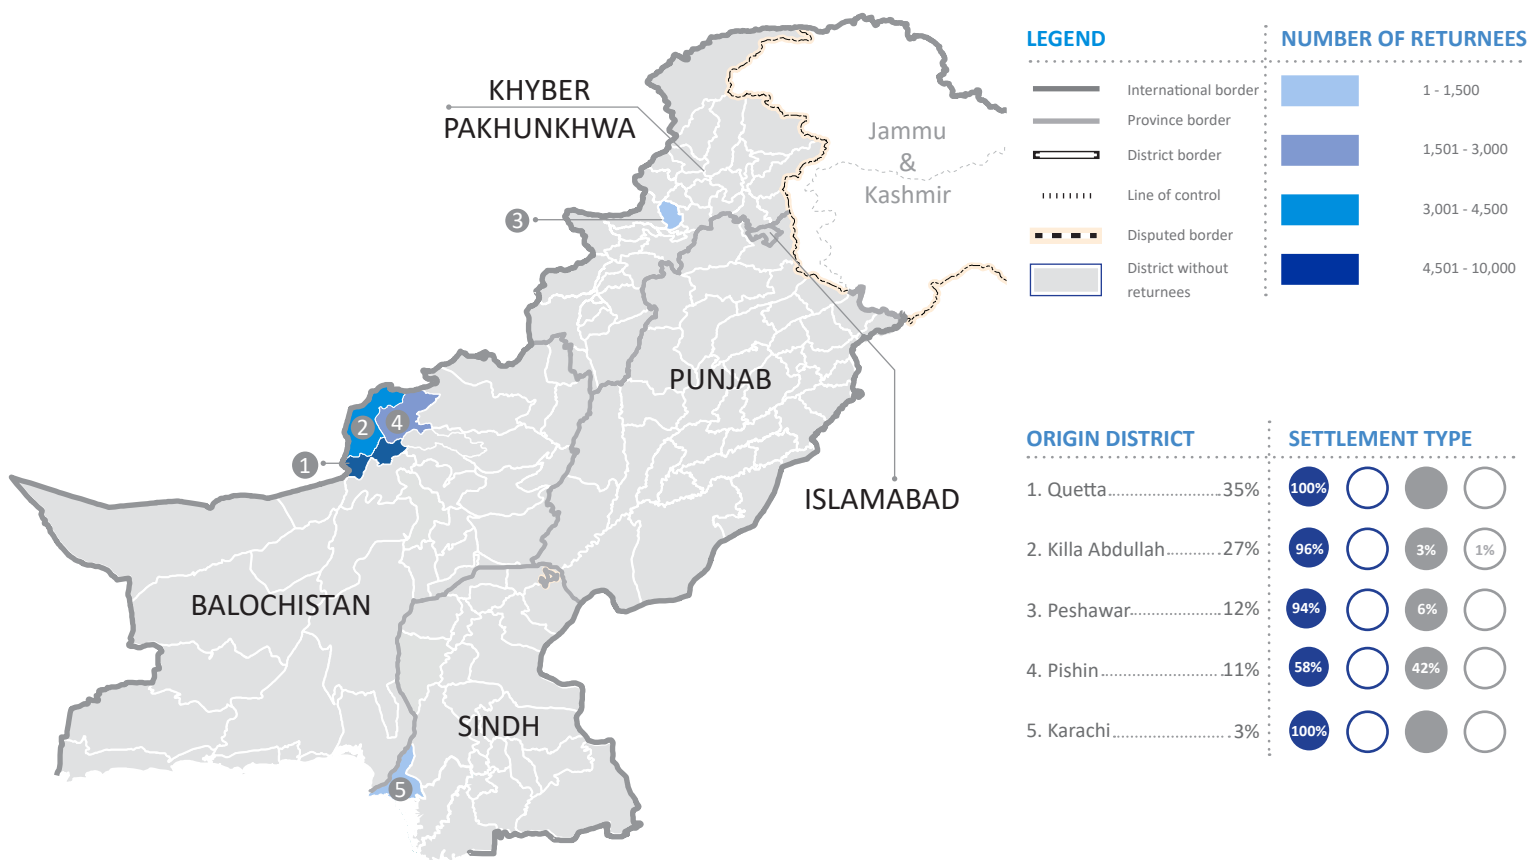 KHYBER
PAKHUNKHWA
Jammu
&
Kashmir
3
PUNJAB
2
4
1
ISLAMABAD
BALOCHISTAN
SINDH
5
LEGEND
International border
Province border
District border
Line of control
Disputed border
District without
returnees
NUMBER OF RETURNEES
1 - 1,500
1,501 - 3,000
3,001 - 4,500
4,501 - 10,000
ORIGIN DISTRICT SETTLEMENT TYPE
1. Quetta 35% 100%
2. Killa Abdullah 27% 96% 3% 1%
3. Peshawar 12% 94% 6%
4. Pishin 11% 58% 42%
5. Karachi 3% 100%